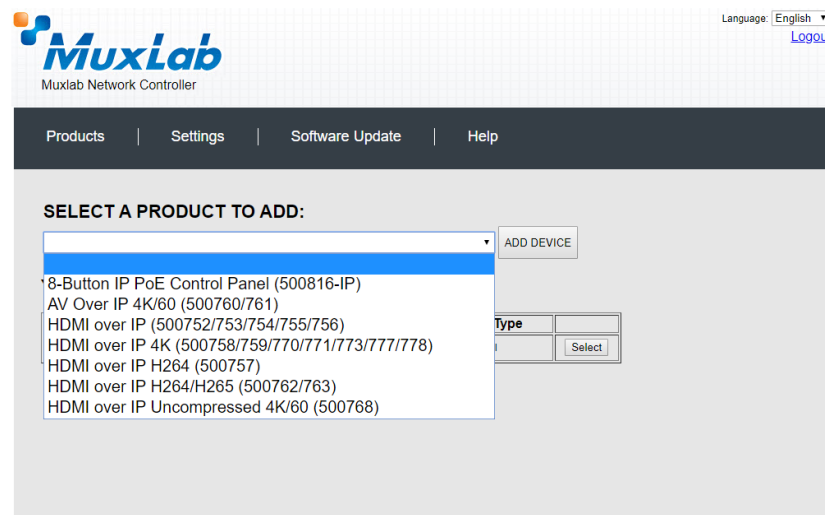 Language: English
Logou
MuxLab
Muxlab Network Controller
Products | Settings | Software Update | Help
SELECT A PRODUCT TO ADD:
ADD DEVICE
8-Button IP PoE Control Panel (500816-IP)
AV Over IP 4K/60 (500760/761)
HDMI over IP (500752/753/754/755/756)
Type
HDMI over IP 4K (500758/759/770/771/773/777/778)
Select
HDMI over IP H264 (500757)
HDMI over IP H264/H265 (500762/763)
HDMI over IP Uncompressed 4K/60 (500768)